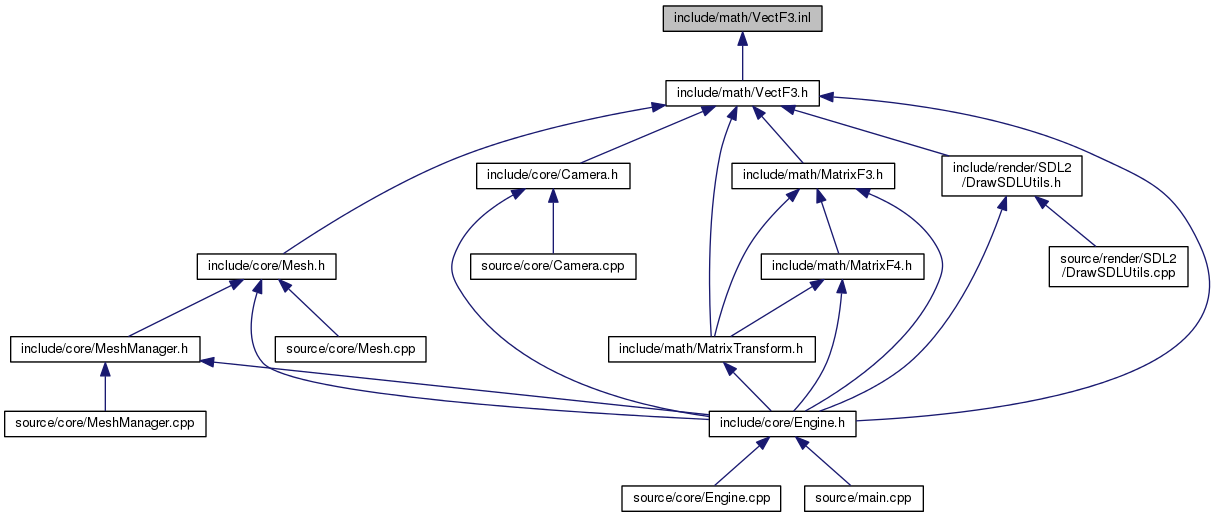 include/math/VectF3.inl
include/math/VectF3.h
include/core/Camera.h
include/math/MatrixF3.h
include/render/SDL2
/DrawSDLUtils.h
include/core/Mesh.h
source/core/Camera.cpp
include/math/MatrixF4.h
source/render/SDL2
/DrawSDLUtils.cpp
include/core/MeshManager.h
source/core/Mesh.cpp
include/math/MatrixTransform.h
source/core/MeshManager.cpp
include/core/Engine.h
source/core/Engine.cpp
source/main.cpp